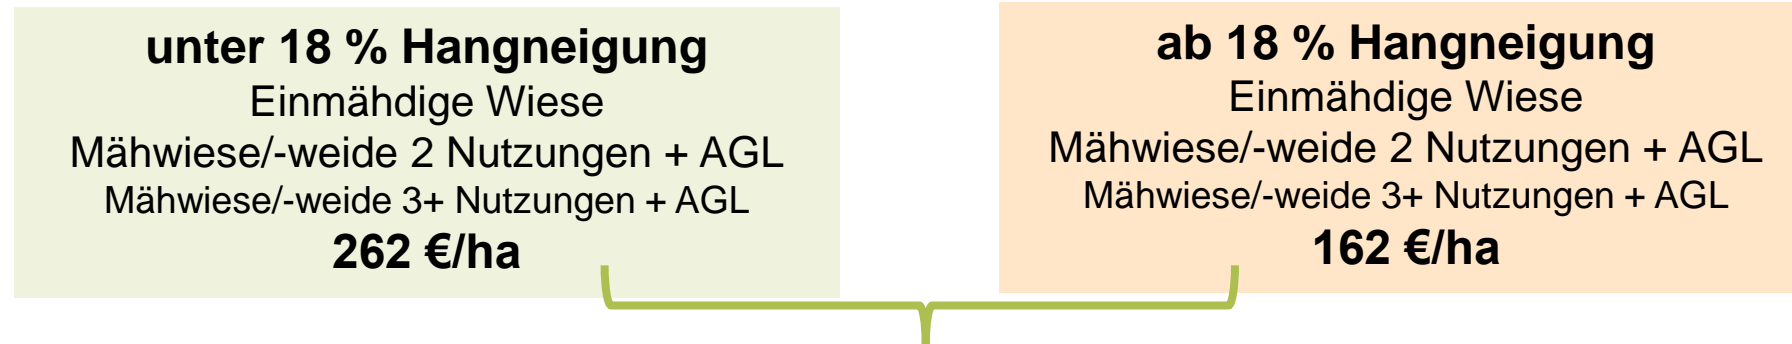 unter 18 % Hangneigung
Einmähdige Wiese
Mähwiese/-weide 2 Nutzungen + AGL
Mähwiese/-weide 3+ Nutzungen + AGL
262 €/ha
ab 18 % Hangneigung
Einmähdige Wiese
Mähwiese/-weide 2 Nutzungen + AGL
Mähwiese/-weide 3+ Nutzungen + AGL
162 €/ha